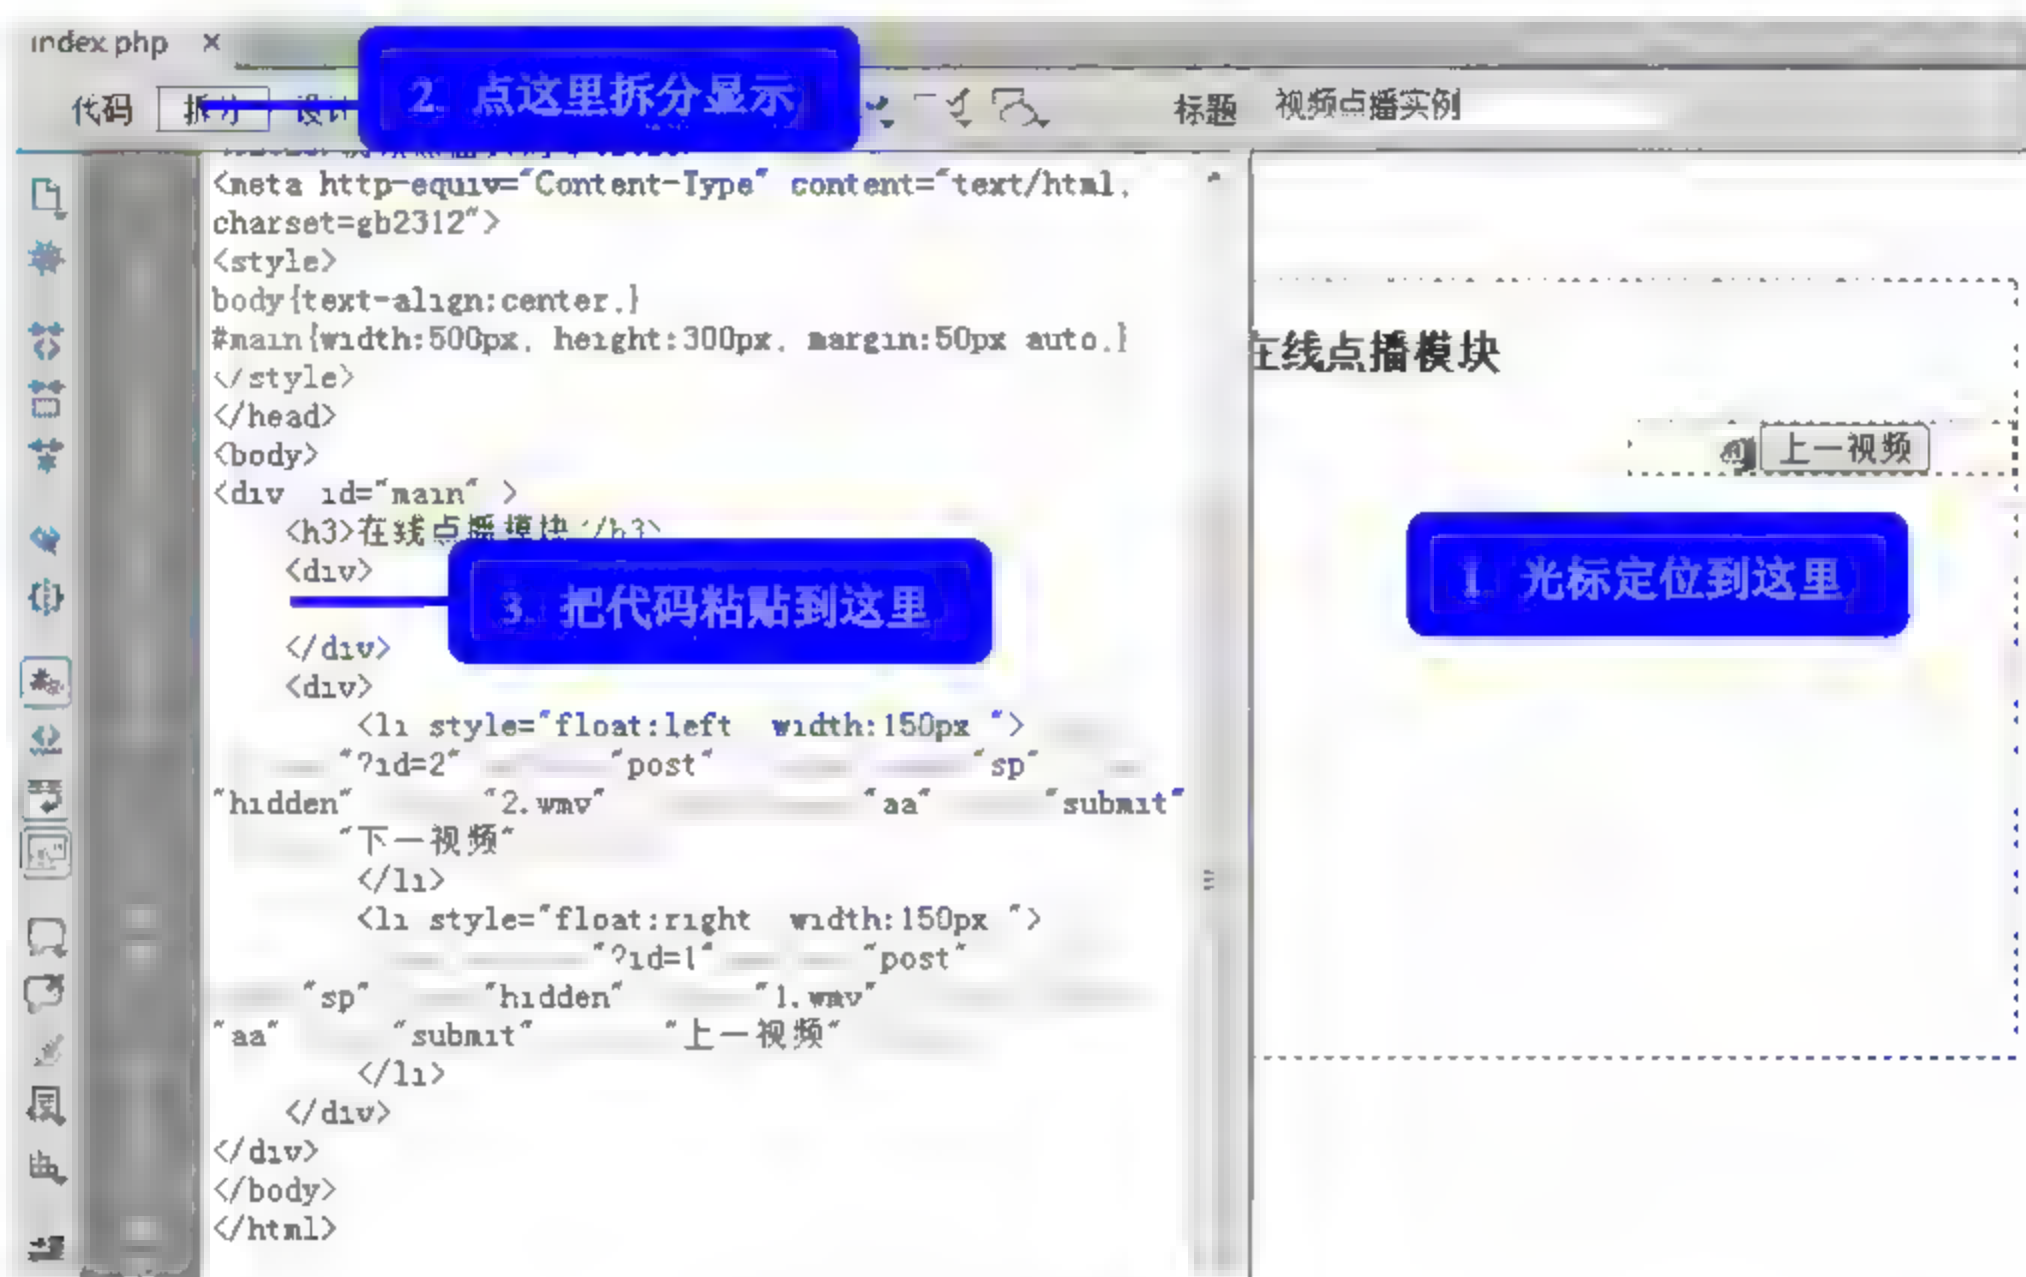 index.php ×
代码 拆分 设计 2 点这里拆分显示 标题 视频点播实例
<meta http-equiv="Content-Type" content="text/html,
charset=gb2312">
<style>
body{text-align:center.}
#main{width:500px, height:300px, margin:50px auto.}
</style>
</head>
<body>
<div id="main" >
<h3>在线点播模块</h3>
<div>
3 把代码粘贴到这里
</div>
<div>
<li style="float:left width:150px ">
"?id=2" "post" "sp"
"hidden" "2.wmv" "aa" "submit"
"下一视频"
</li>
<li style="float:right width:150px ">
"?id=1" "post"
"sp" "hidden" "1.wmv"
"aa" "submit" "上一视频"
</li>
</div>
</div>
</body>
</html>
在线点播模块
上一视频
1 光标定位到这里